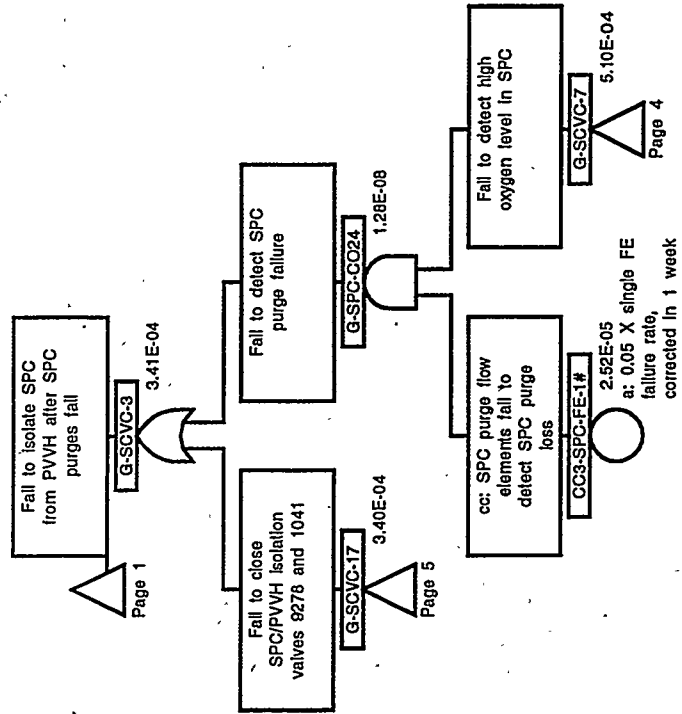 Fail to isolate SPC
from PVVH after SPC
purges fail
G-SCVC-3
3.41E-04
Page 1
Fail to close
SPC/PVVH isolation
valves 9278 and 1041
G-SCVC-17
3.40E-04
Page 5
Fail to detect SPC
purge failure
G-SPC-CO24
1.28E-08
cc: SPC purge flow
elements fail to
detect SPC purge
loss
CC3-SPC-FE-1#
2.52E-05
a: 0.05 X single FE
failure rate,
corrected in 1 week
Fail to detect high
oxygen level in SPC
G-SCVC-7
5.10E-04
Page 4